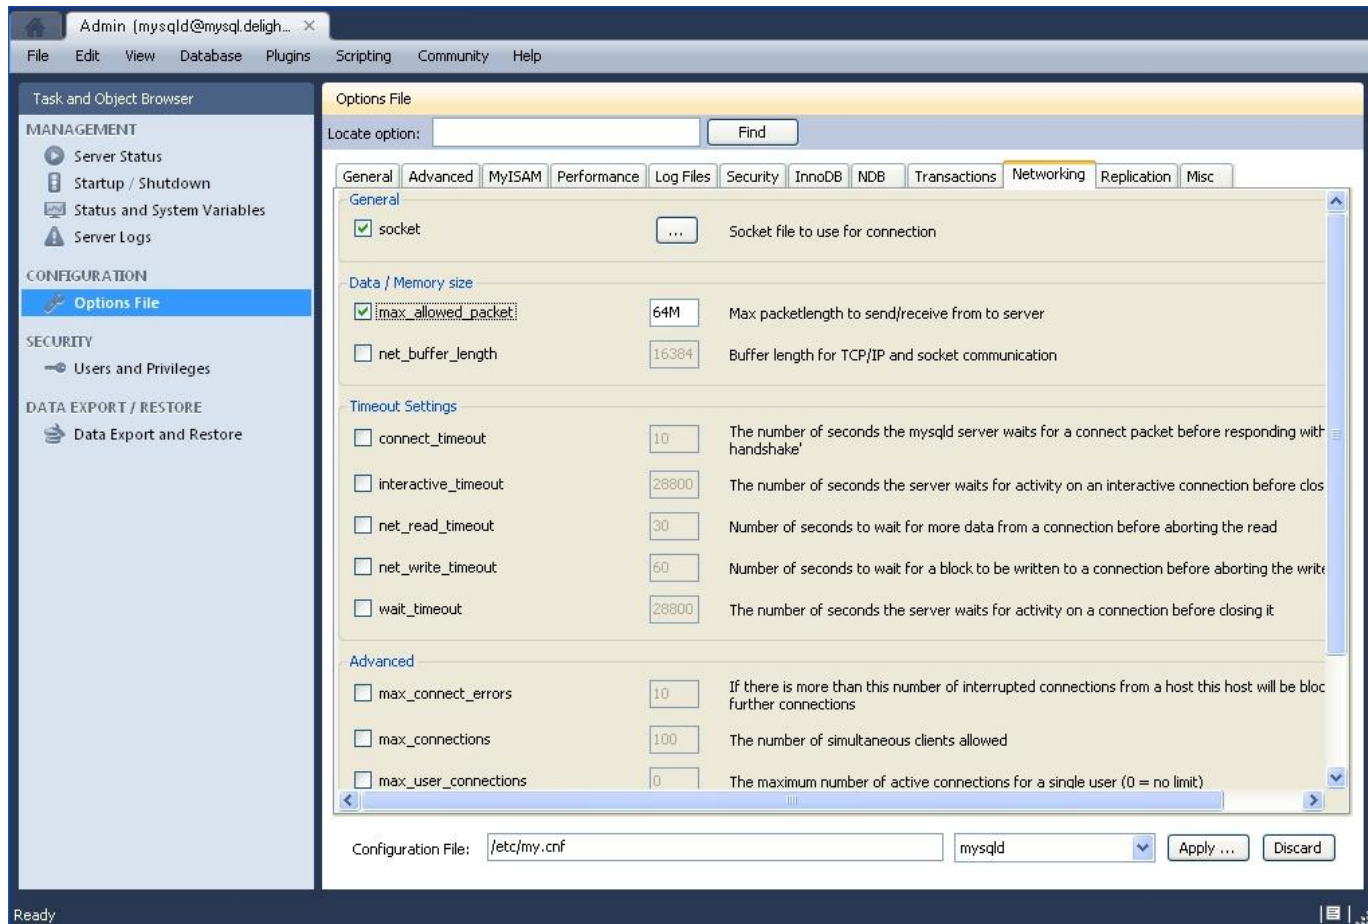 Admin (mysqld@mysql.deligh...
File Edit View Database Plugins Scripting Community Help
Task and Object Browser
MANAGEMENT
Server Status
Startup / Shutdown
Status and System Variables
Server Logs
CONFIGURATION
Options File
SECURITY
Users and Privileges
DATA EXPORT / RESTORE
Data Export and Restore
Options File
Locate option: Find
General Advanced MyISAM Performance Log Files Security InnoDB NDB Transactions Networking Replication Misc
General
socket ... Socket file to use for connection
Data / Memory size
max_allowed_packet 64M Max packetlength to send/receive from to server
net_buffer_length 16384 Buffer length for TCP/IP and socket communication
Timeout Settings
connect_timeout 10 The number of seconds the mysqld server waits for a connect packet before responding with
handshake'
interactive_timeout 28800 The number of seconds the server waits for activity on an interactive connection before clos
net_read_timeout 30 Number of seconds to wait for more data from a connection before aborting the read
net_write_timeout 60 Number of seconds to wait for a block to be written to a connection before aborting the write
wait_timeout 28800 The number of seconds the server waits for activity on a connection before closing it
Advanced
max_connect_errors 10 If there is more than this number of interrupted connections from a host this host will be bloc
further connections
max_connections 100 The number of simultaneous clients allowed
max_user_connections 0 The maximum number of active connections for a single user (0 = no limit)
Configuration File: /etc/my.cnf mysqld Apply ... Discard
Ready